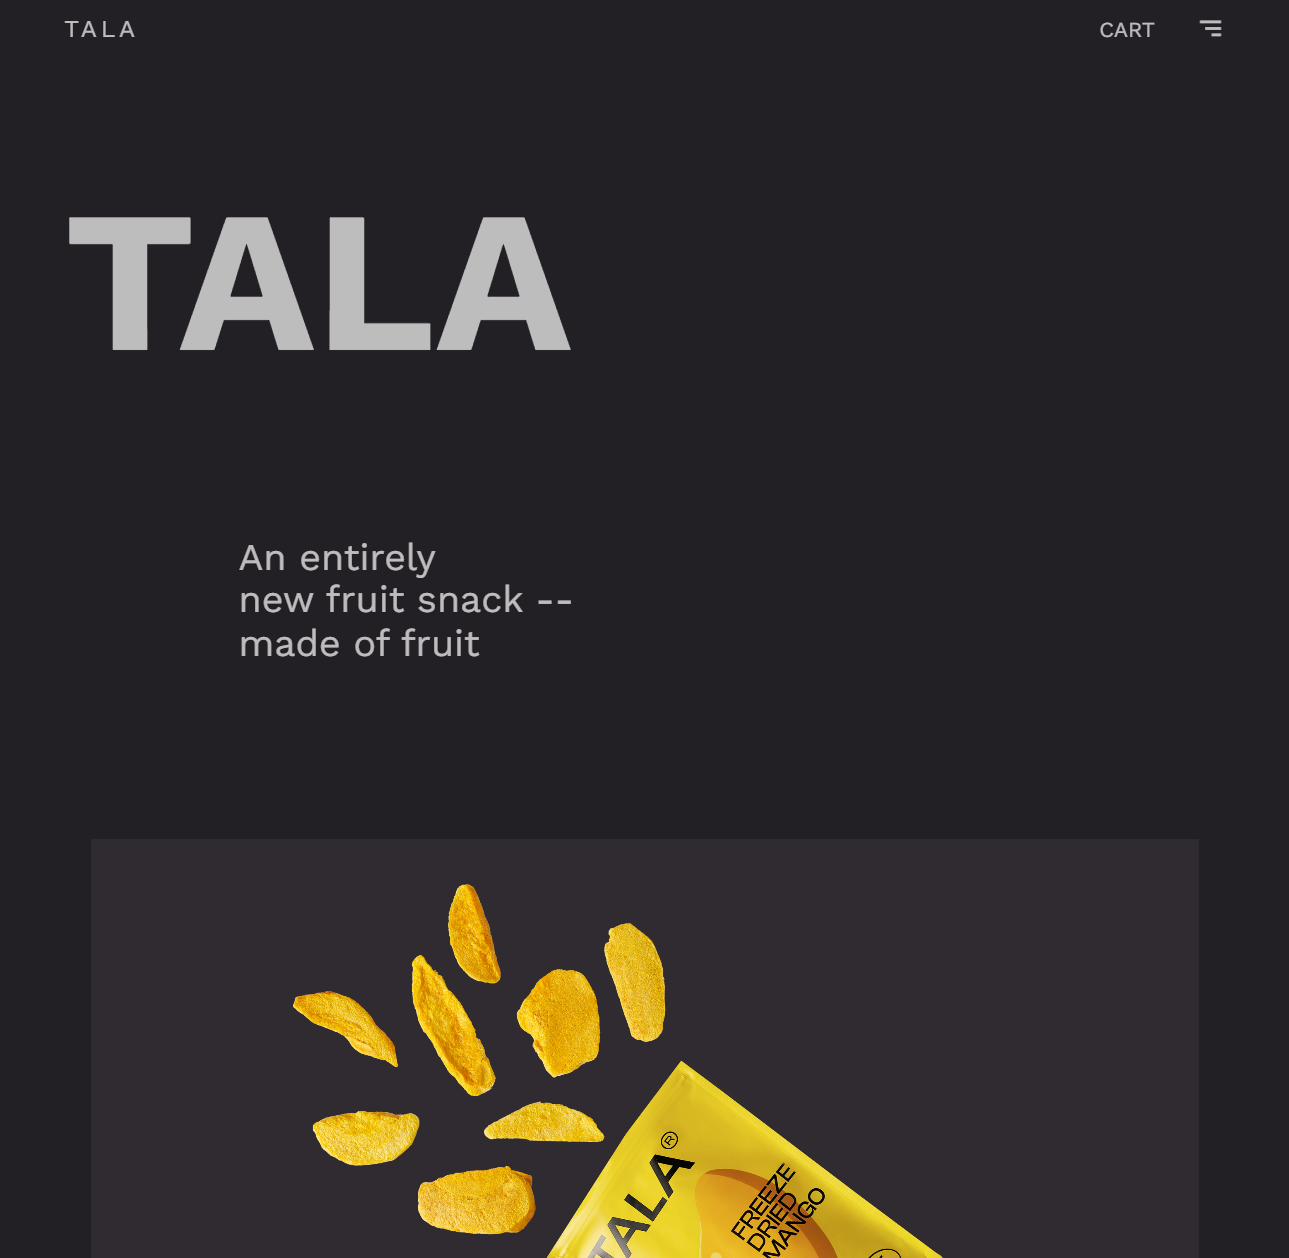 TALA
CART
TALA
An entirely
new fruit snack --
made of fruit
TALA®
FREEZE
DRIED
MANGO